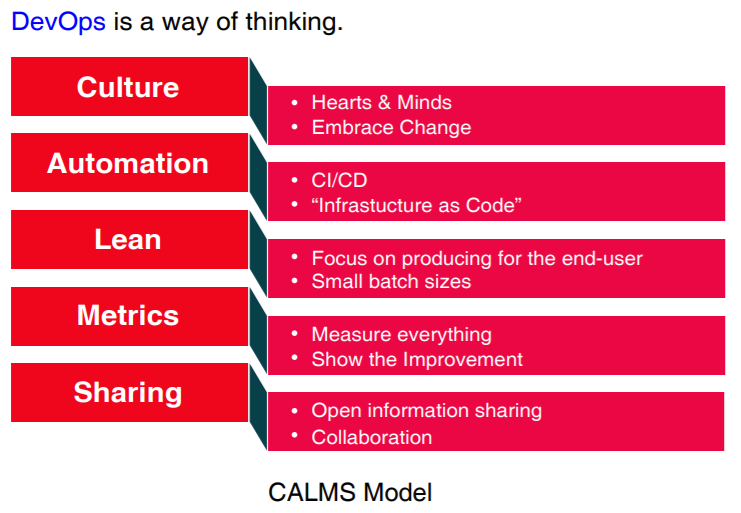 DevOps is a way of thinking.
Culture
• Hearts & Minds
• Embrace Change
Automation
• CI/CD
• “Infrastucture as Code”
Lean
• Focus on producing for the end-user
• Small batch sizes
Metrics
• Measure everything
• Show the Improvement
Sharing
• Open information sharing
• Collaboration
CALMS Model